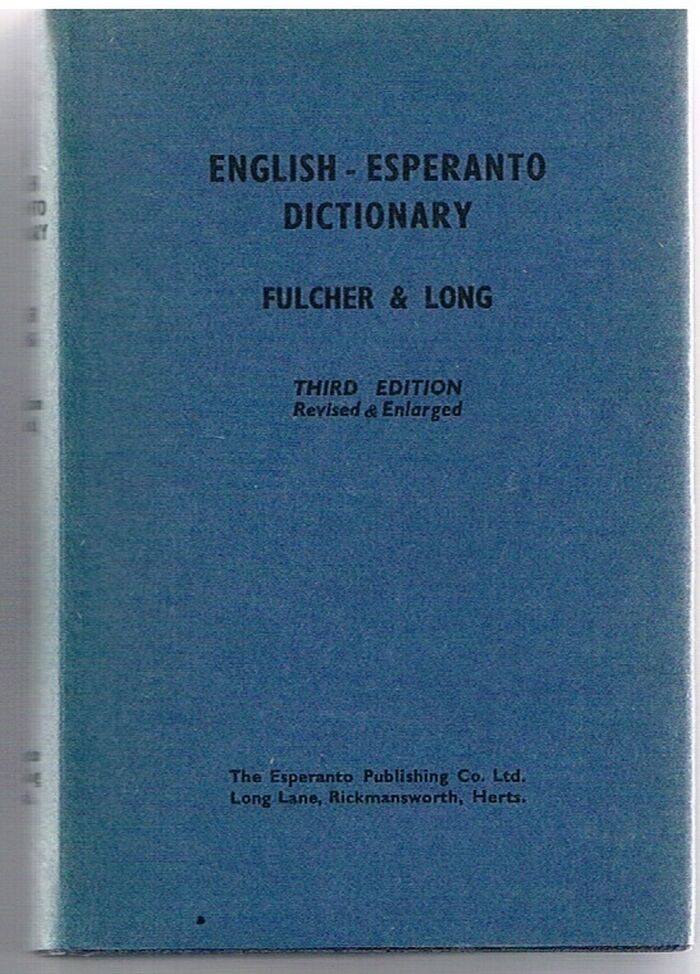 ENGLISH - ESPERANTO
DICTIONARY
FULCHER & LONG
THIRD EDITION
Revised & Enlarged
The Esperanto Publishing Co. Ltd.
Long Lane, Rickmansworth, Herts.